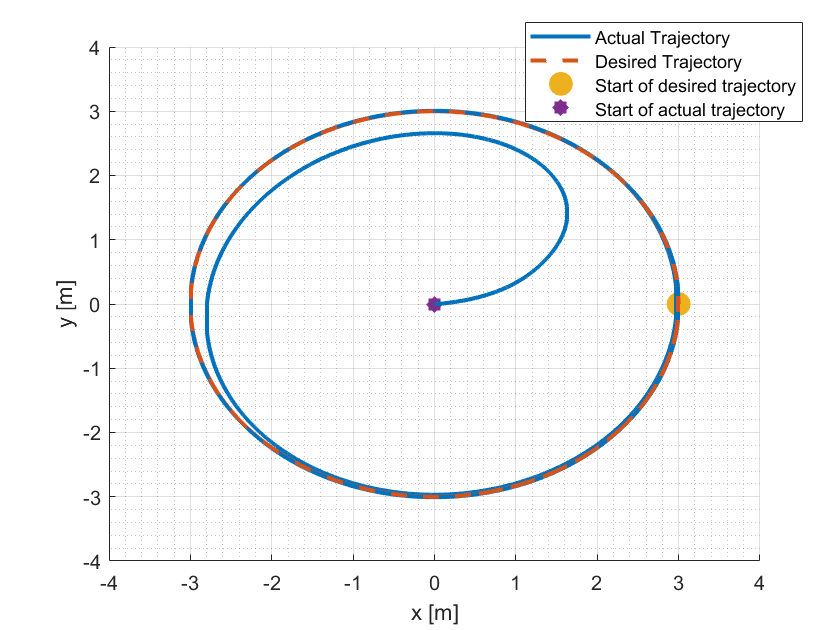 Actual Trajectory
Desired Trajectory
Start of desired trajectory
Start of actual trajectory
4
3
2
1
0
-1
-2
-3
-4
y [m]
-4 -3 -2 -1 0 1 2 3 4
x [m]